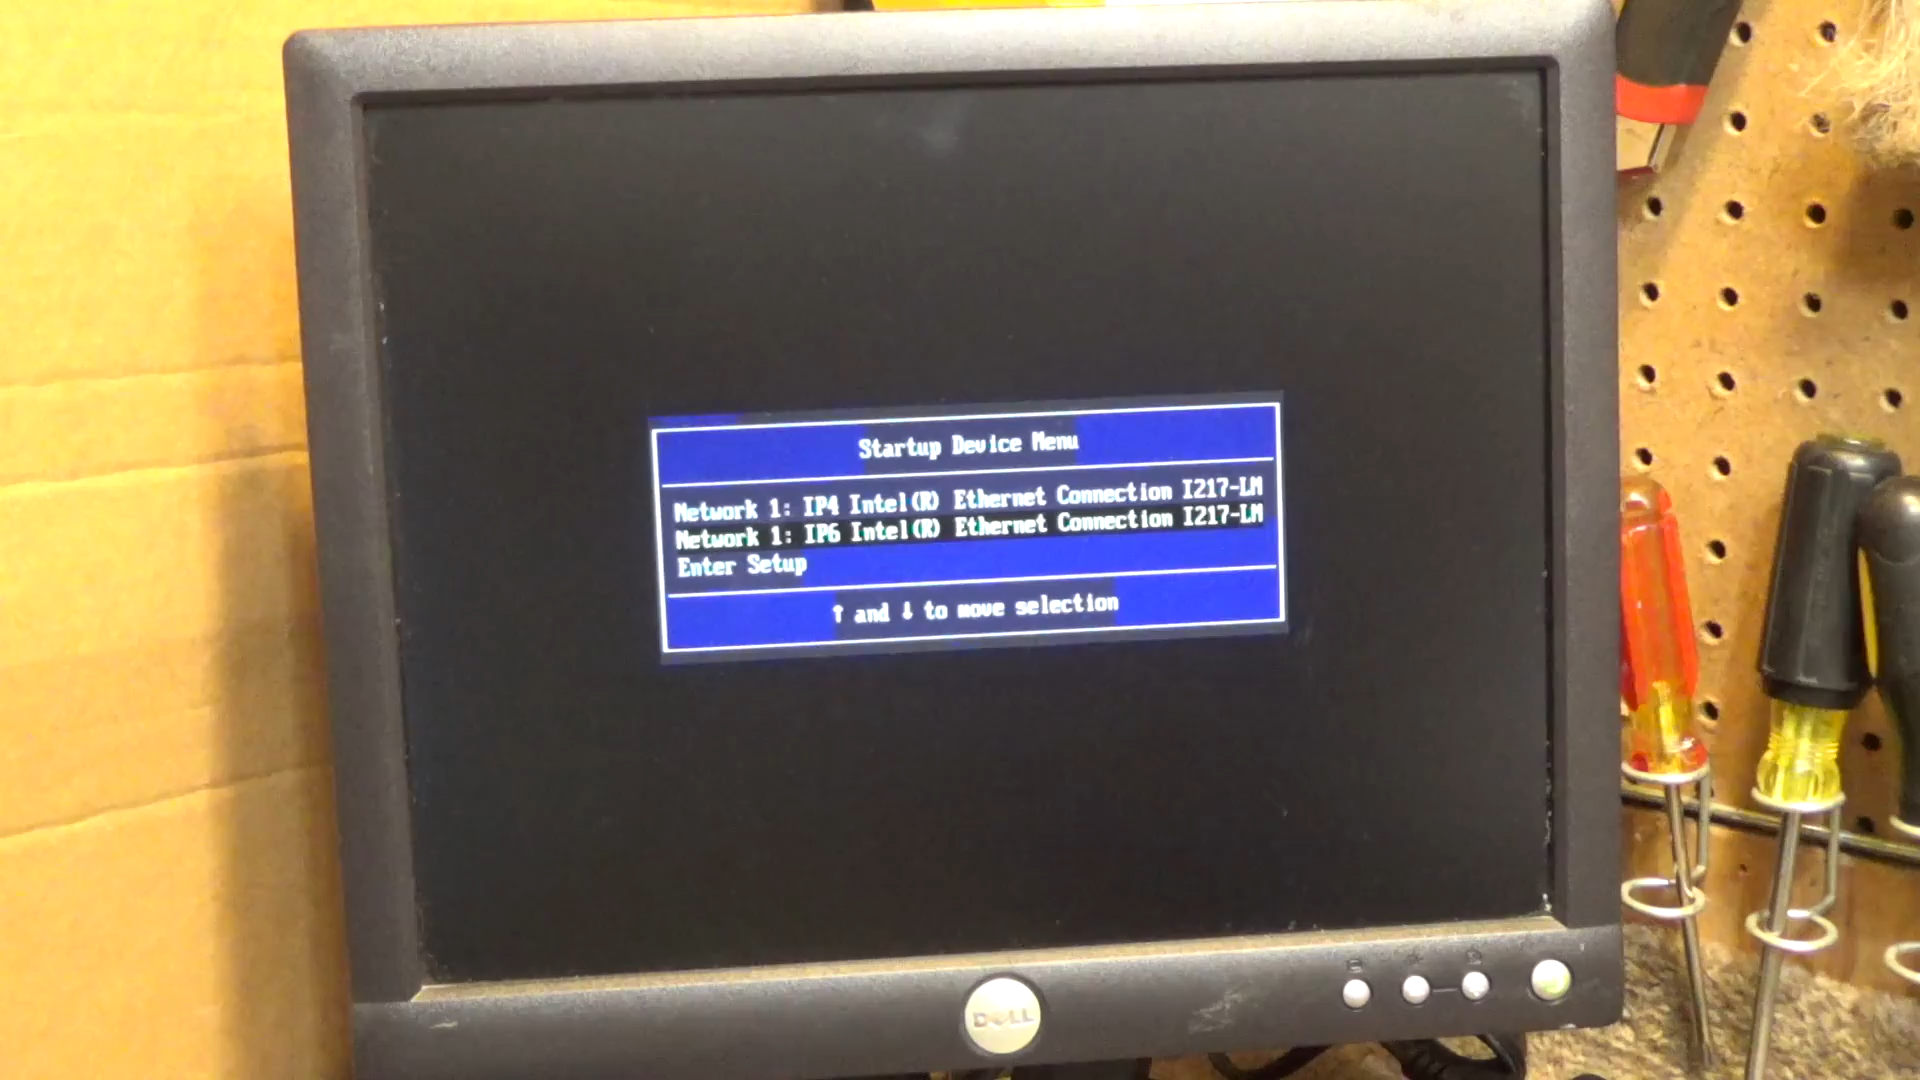 Startup Device Menu
Network 1: IP4 Intel(R) Ethernet Connection I217-LM
Network 1: IP6 Intel(R) Ethernet Connection I217-LM
Enter Setup
↑ and ↓ to move selection
DELL